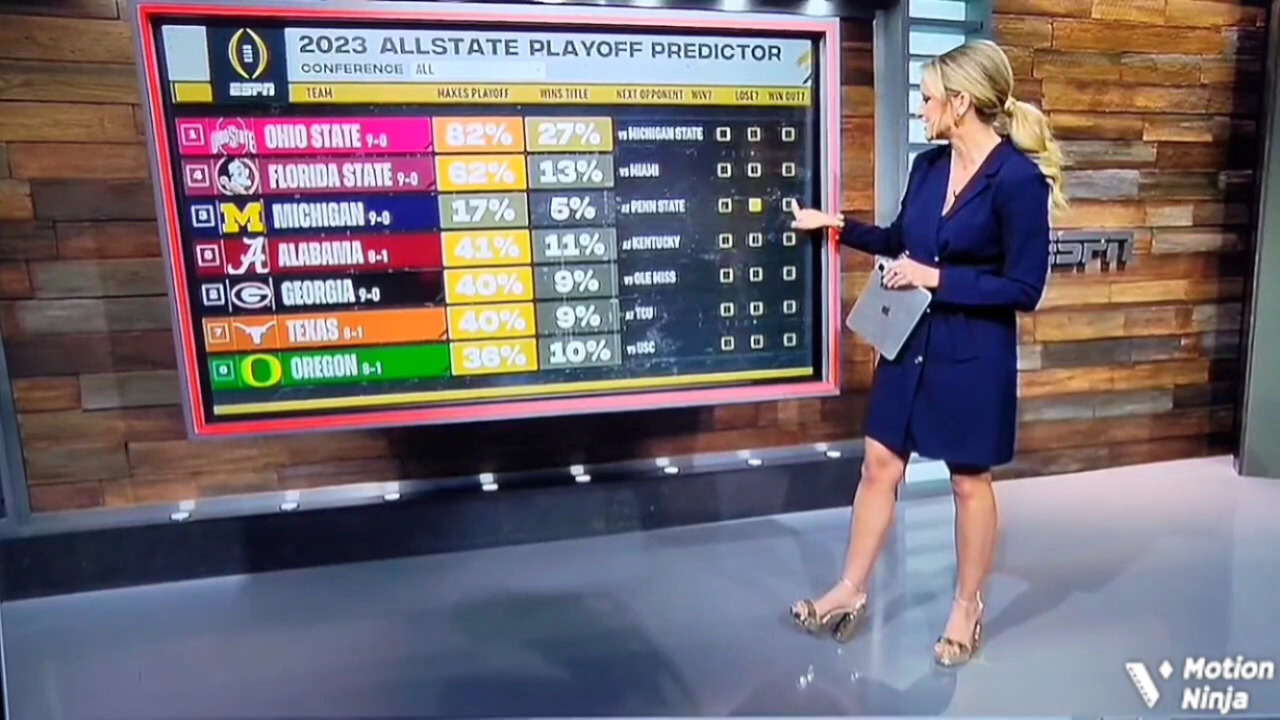 2023 ALLSTATE PLAYOFF PREDICTOR
CONFERENCE ALL
ESPN
TEAM MAKES PLAYOFF WINS TITLE NEXT OPPONENT WIN? LOSE? WIN OUT?
1 OHIO STATE 9-0 82% 27% vs MICHIGAN STATE
4 FLORIDA STATE 9-0 62% 13% vs MIAMI
3 M MICHIGAN 9-0 17% 5% at PENN STATE
8 A ALABAMA 8-1 41% 11% at KENTUCKY
2 G GEORGIA 9-0 40% 9% vs OLE MISS
7 TEXAS 8-1 40% 9% at TCU
6 O OREGON 8-1 36% 10% vs USC
ESPN
Motion
Ninja